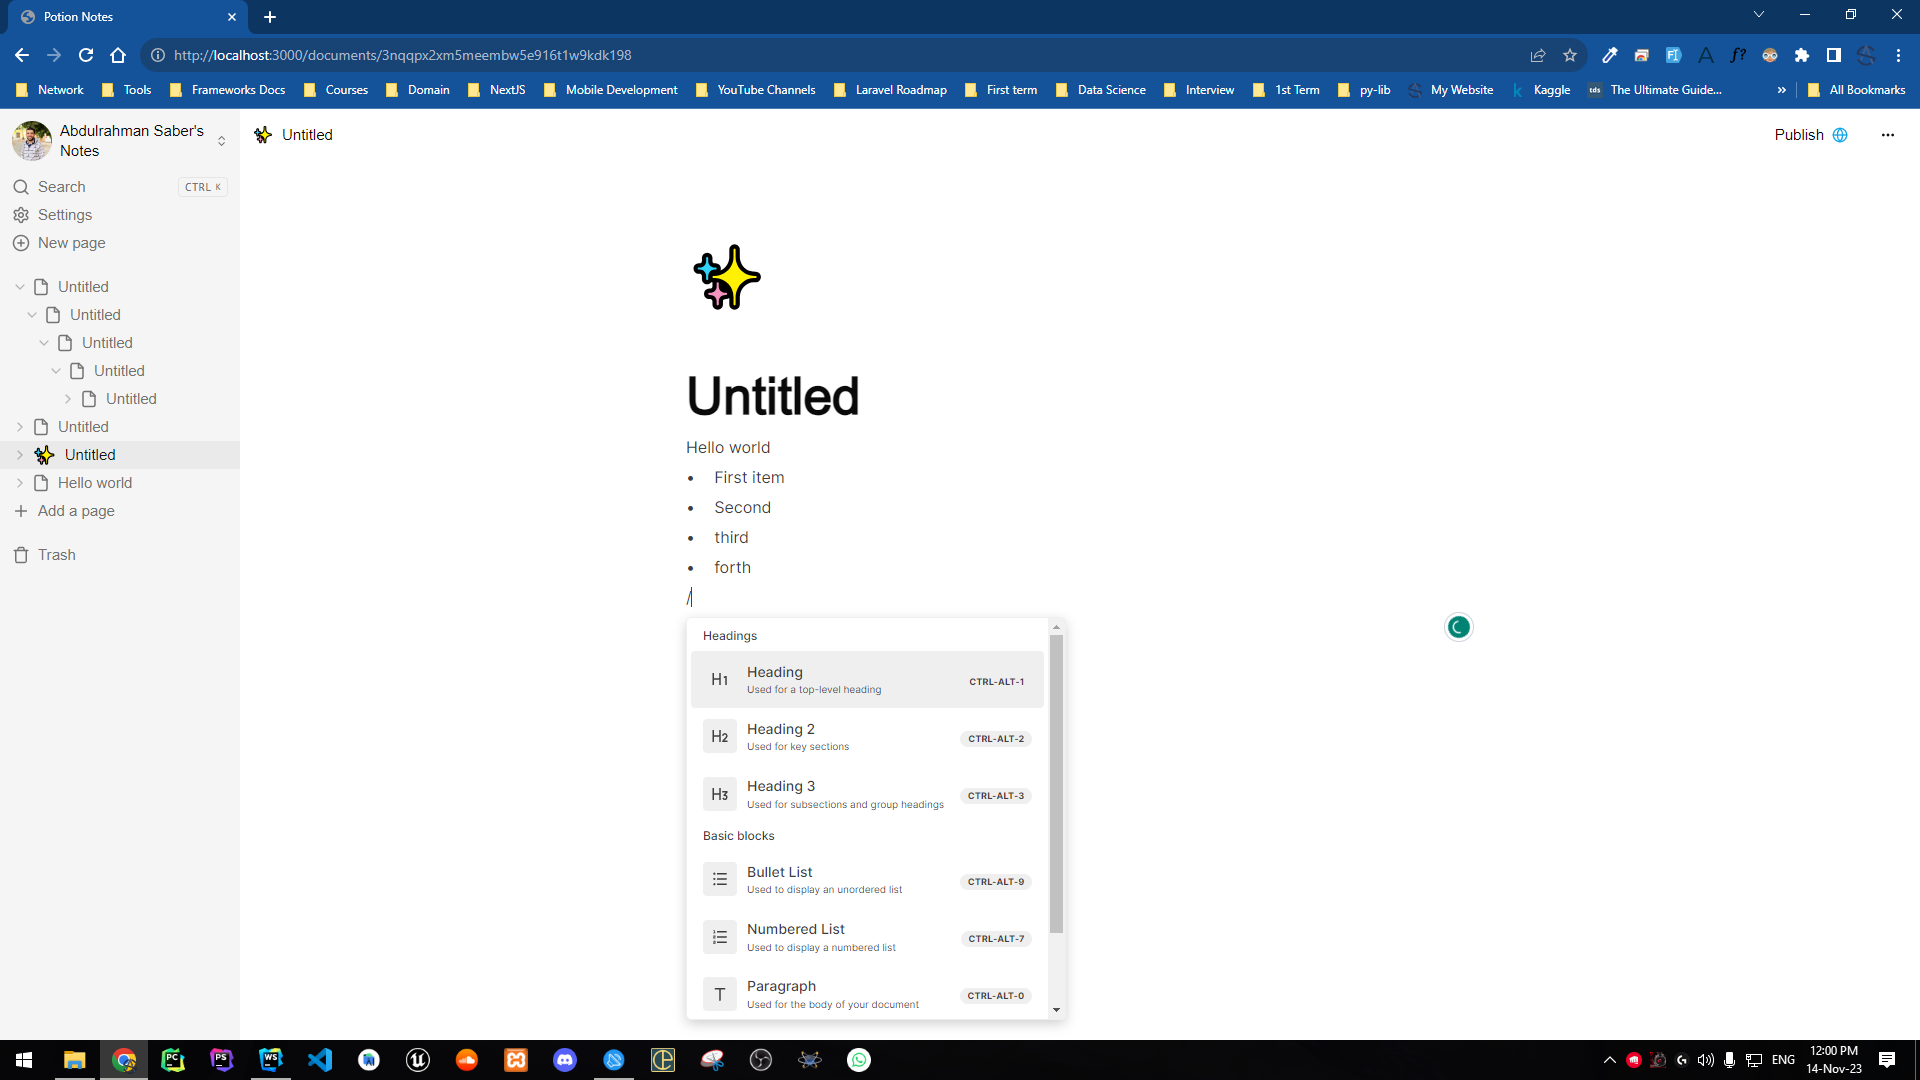 Potion Notes
http://localhost:3000/documents/3nqqpx2xm5meembw5e916t1w9kdk198
Network Tools Frameworks Docs Courses Domain NextJS Mobile Development YouTube Channels Laravel Roadmap First term Data Science Interview 1st Term py-lib My Website Kaggle tds The Ultimate Guide... » All Bookmarks
Abdulrahman Saber's
Notes
Untitled
Publish
Search CTRL K
Settings
New page
Untitled
Untitled
Untitled
Untitled
Untitled
Untitled
Untitled
Hello world
Add a page
Trash
Untitled
Hello world
• First item
• Second
• third
• forth
/
Headings
H1 Heading CTRL-ALT-1
Used for a top-level heading
H2 Heading 2 CTRL-ALT-2
Used for key sections
H3 Heading 3 CTRL-ALT-3
Used for subsections and group headings
Basic blocks
Bullet List CTRL-ALT-9
Used to display an unordered list
Numbered List CTRL-ALT-7
Used to display a numbered list
T Paragraph CTRL-ALT-0
Used for the body of your document
PC PS WS
ENG
12:00 PM
14-Nov-23